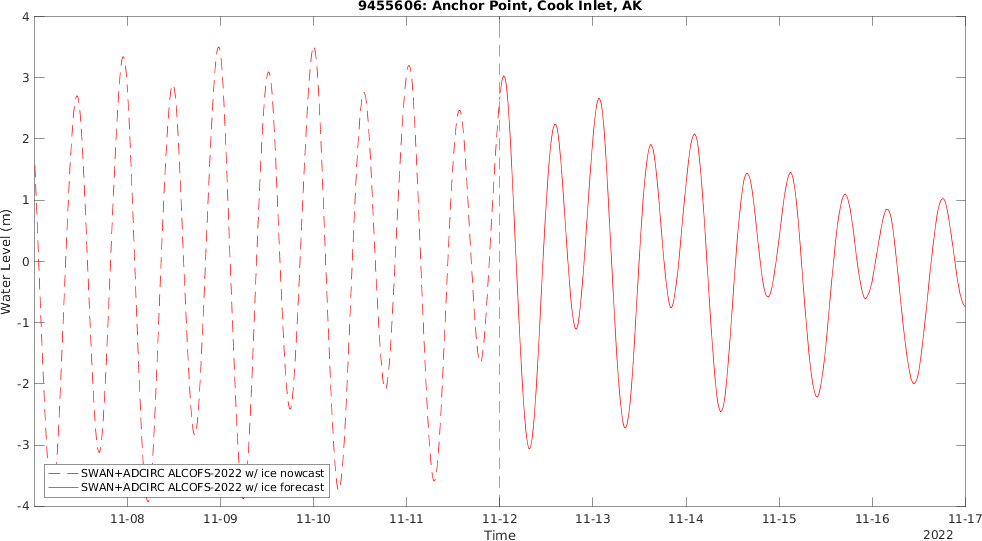 9455606: Anchor Point, Cook Inlet, AK
Water Level (m)
4
3
2
1
0
-1
-2
-3
-4
SWAN+ADCIRC ALCOFS-2022 w/ ice nowcast
SWAN+ADCIRC ALCOFS-2022 w/ ice forecast
11-08 11-09 11-10 11-11 11-12 11-13 11-14 11-15 11-16 11-17
Time
2022